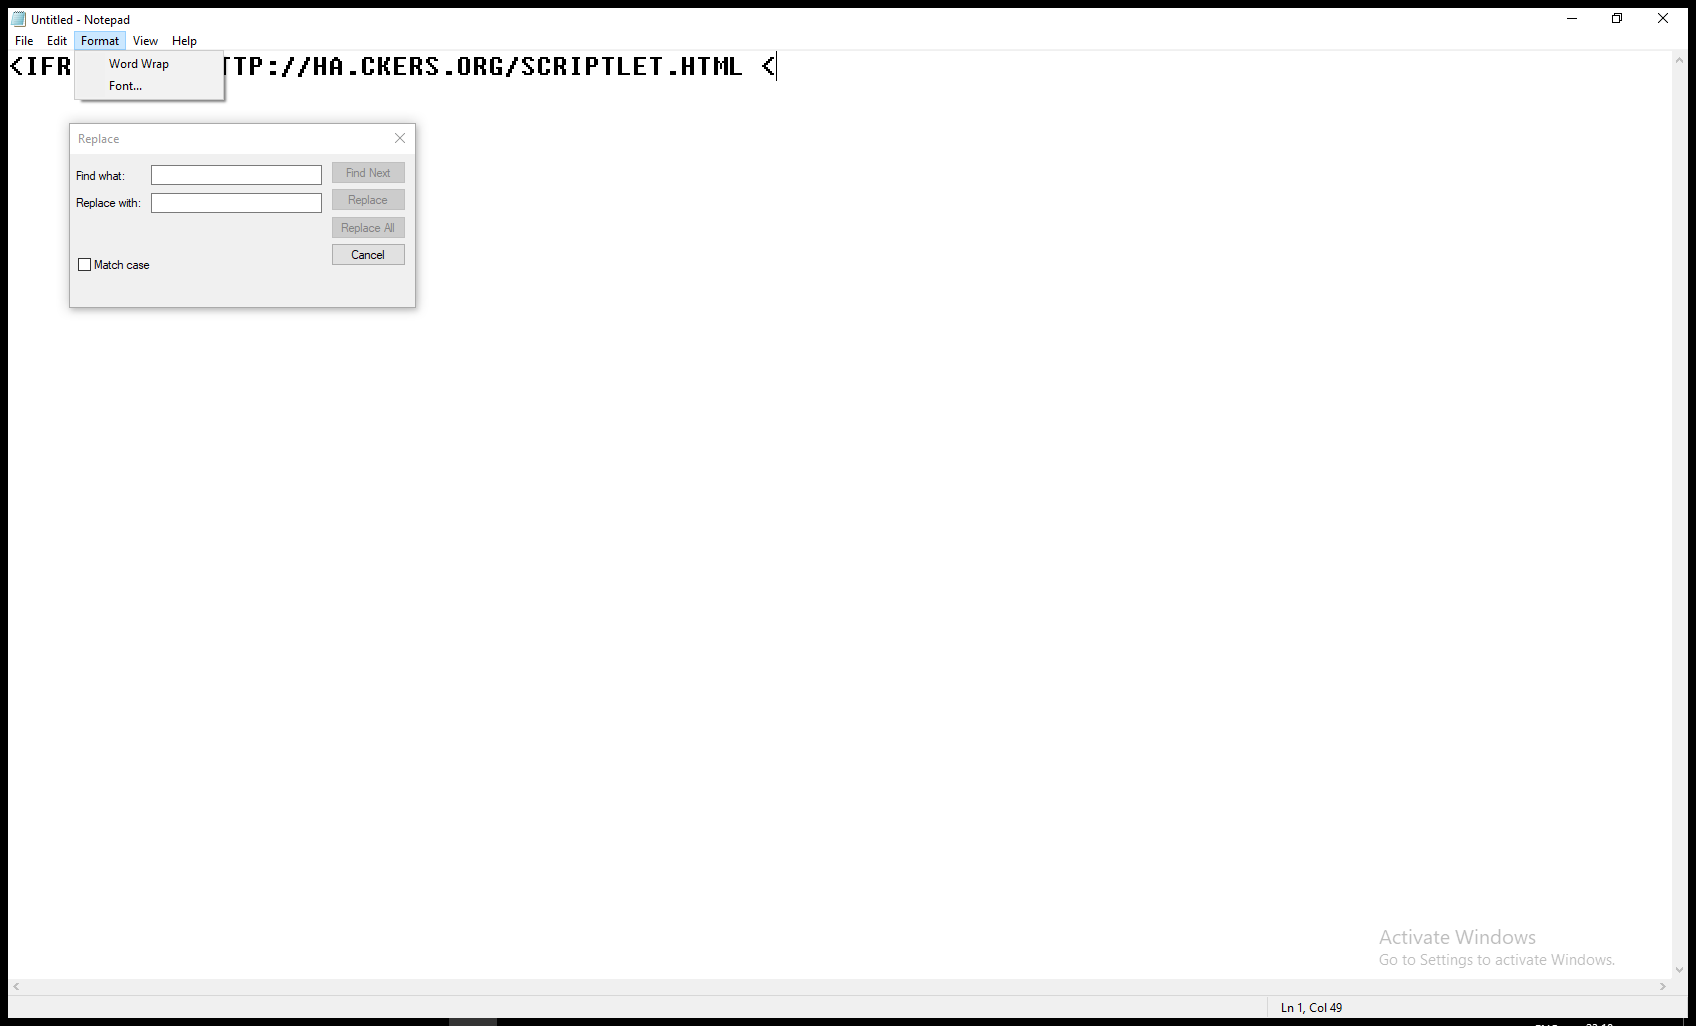 Untitled - Notepad
File Edit Format View Help
<IFR TTP://HA.CKERS.ORG/SCRIPTLET.HTML <
Word Wrap
Font...
Replace
Find what:
Find Next
Replace with:
Replace
Replace All
Cancel
Match case
Activate Windows
Go to Settings to activate Windows.
Ln 1, Col 49